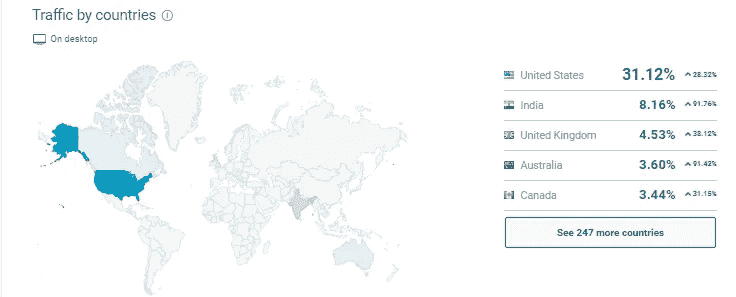 Traffic by countries
On desktop
United States 31.12% 28.32%
India 8.16% 91.76%
United Kingdom 4.53% 38.12%
Australia 3.60% 91.42%
Canada 3.44% 31.15%
See 247 more countries